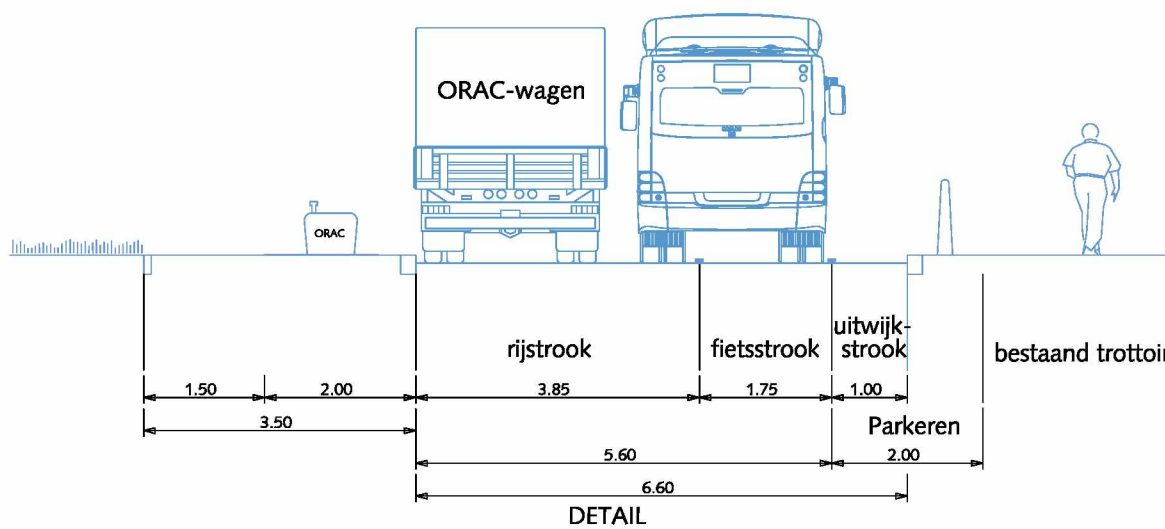 ORAC-wagen
ORAC
rijstrook
fietsstrook
uitwijk-
strook
bestaand trottoir
1.50
2.00
3.85
1.75
1.00
3.50
Parkeren
5.60
2.00
6.60
DETAIL